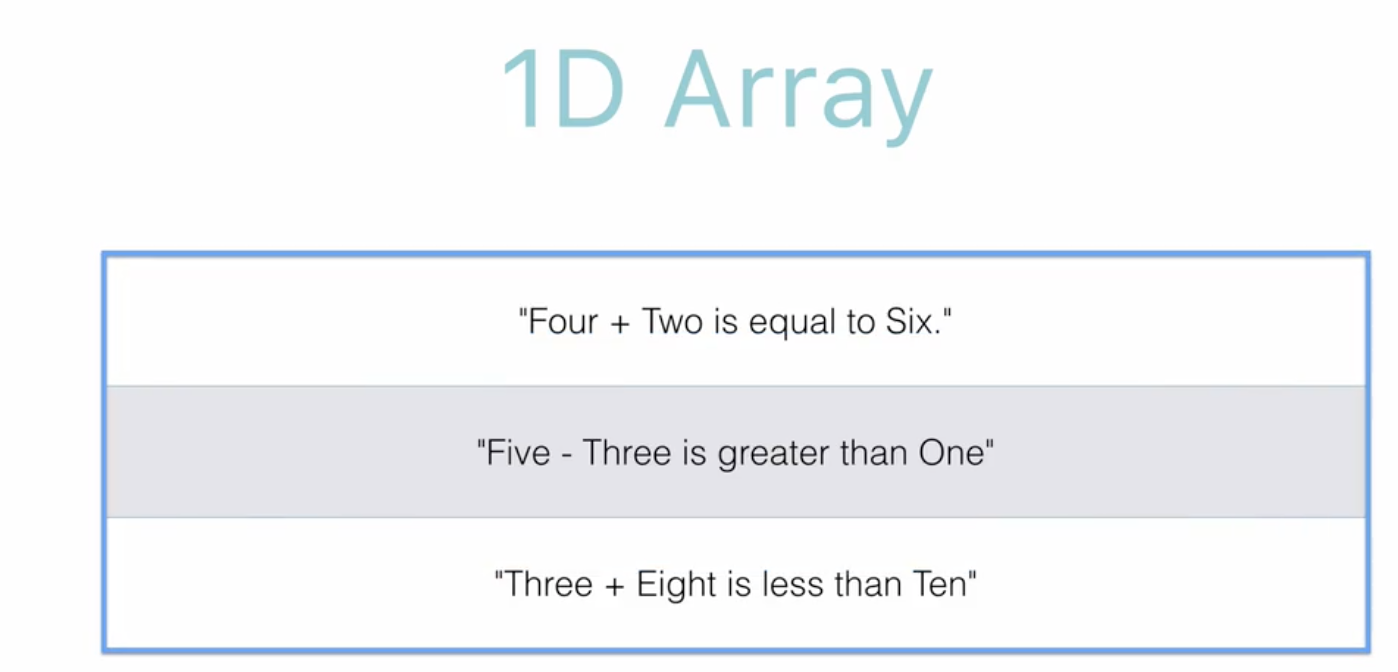 1D Array
"Four + Two is equal to Six."
"Five - Three is greater than One"
"Three + Eight is less than Ten"